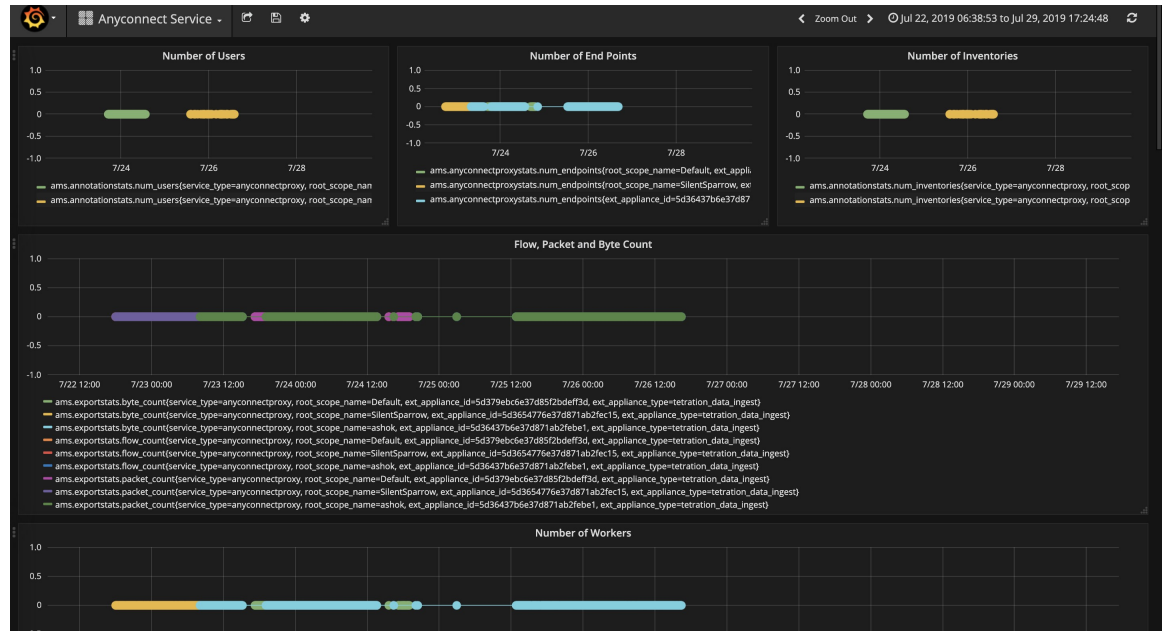 Anyconnect Service
Zoom Out
Jul 22, 2019 06:38:53 to Jul 29, 2019 17:24:48
Number of Users
1.0
0.5
0
-0.5
-1.0
7/24 7/26 7/28
ams.annotationstats.num_users{service_type=anyconnectproxy, root_scope_nam
ams.annotationstats.num_users{service_type=anyconnectproxy, root_scope_nam
Number of End Points
1.0
0.5
0
-0.5
-1.0
7/24 7/26 7/28
ams.anyconnectproxystats.num_endpoints{root_scope_name=Default, ext_appli
ams.anyconnectproxystats.num_endpoints{root_scope_name=SilentSparrow, ext
ams.anyconnectproxystats.num_endpoints{ext_appliance_id=5d36437b6e37d87
Number of Inventories
1.0
0.5
0
-0.5
-1.0
7/24 7/26 7/28
ams.annotationstats.num_inventories{service_type=anyconnectproxy, root_scop
ams.annotationstats.num_inventories{service_type=anyconnectproxy, root_scop
Flow, Packet and Byte Count
1.0
0.5
0
-0.5
-1.0
7/22 12:00 7/23 00:00 7/23 12:00 7/24 00:00 7/24 12:00 7/25 00:00 7/25 12:00 7/26 00:00 7/26 12:00 7/27 00:00 7/27 12:00 7/28 00:00 7/28 12:00 7/29 00:00 7/29 12:00
ams.exportstats.byte_count{service_type=anyconnectproxy, root_scope_name=Default, ext_appliance_id=5d379ebc6e37d85f2bdeff3d, ext_appliance_type=tetration_data_ingest}
ams.exportstats.byte_count{service_type=anyconnectproxy, root_scope_name=SilentSparrow, ext_appliance_id=5d3654776e37d871ab2fec15, ext_appliance_type=tetration_data_ingest}
ams.exportstats.byte_count{service_type=anyconnectproxy, root_scope_name=ashok, ext_appliance_id=5d36437b6e37d871ab2febe1, ext_appliance_type=tetration_data_ingest}
ams.exportstats.flow_count{service_type=anyconnectproxy, root_scope_name=Default, ext_appliance_id=5d379ebc6e37d85f2bdeff3d, ext_appliance_type=tetration_data_ingest}
ams.exportstats.flow_count{service_type=anyconnectproxy, root_scope_name=SilentSparrow, ext_appliance_id=5d3654776e37d871ab2fec15, ext_appliance_type=tetration_data_ingest}
ams.exportstats.flow_count{service_type=anyconnectproxy, root_scope_name=ashok, ext_appliance_id=5d36437b6e37d871ab2febe1, ext_appliance_type=tetration_data_ingest}
ams.exportstats.packet_count{service_type=anyconnectproxy, root_scope_name=Default, ext_appliance_id=5d379ebc6e37d85f2bdeff3d, ext_appliance_type=tetration_data_ingest}
ams.exportstats.packet_count{service_type=anyconnectproxy, root_scope_name=SilentSparrow, ext_appliance_id=5d3654776e37d871ab2fec15, ext_appliance_type=tetration_data_ingest}
ams.exportstats.packet_count{service_type=anyconnectproxy, root_scope_name=ashok, ext_appliance_id=5d36437b6e37d871ab2febe1, ext_appliance_type=tetration_data_ingest}
Number of Workers
1.0
0.5
0